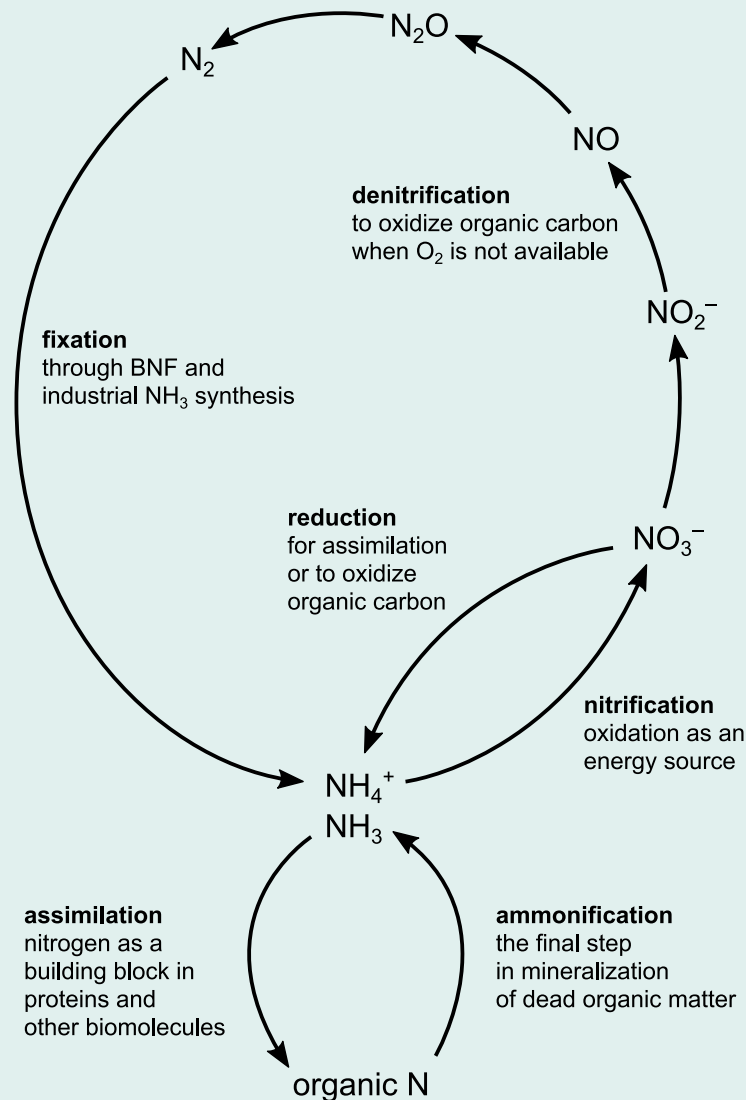 N₂O
N₂
NO
denitrification
to oxidize organic carbon
when O₂ is not available
NO₂⁻
fixation
through BNF and
industrial NH₃ synthesis
reduction
for assimilation
or to oxidize
organic carbon
NO₃⁻
nitrification
oxidation as an
energy source
NH₄⁺
NH₃
assimilation
nitrogen as a
building block in
proteins and
other biomolecules
ammonification
the final step
in mineralization
of dead organic matter
organic N